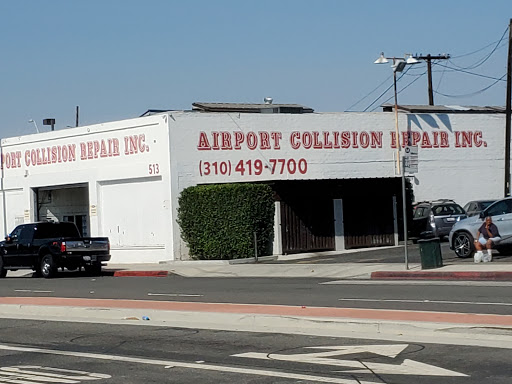 PORT COLLISION REPAIR INC.
513
AIRPORT COLLISION REPAIR INC.
(310) 419-7700